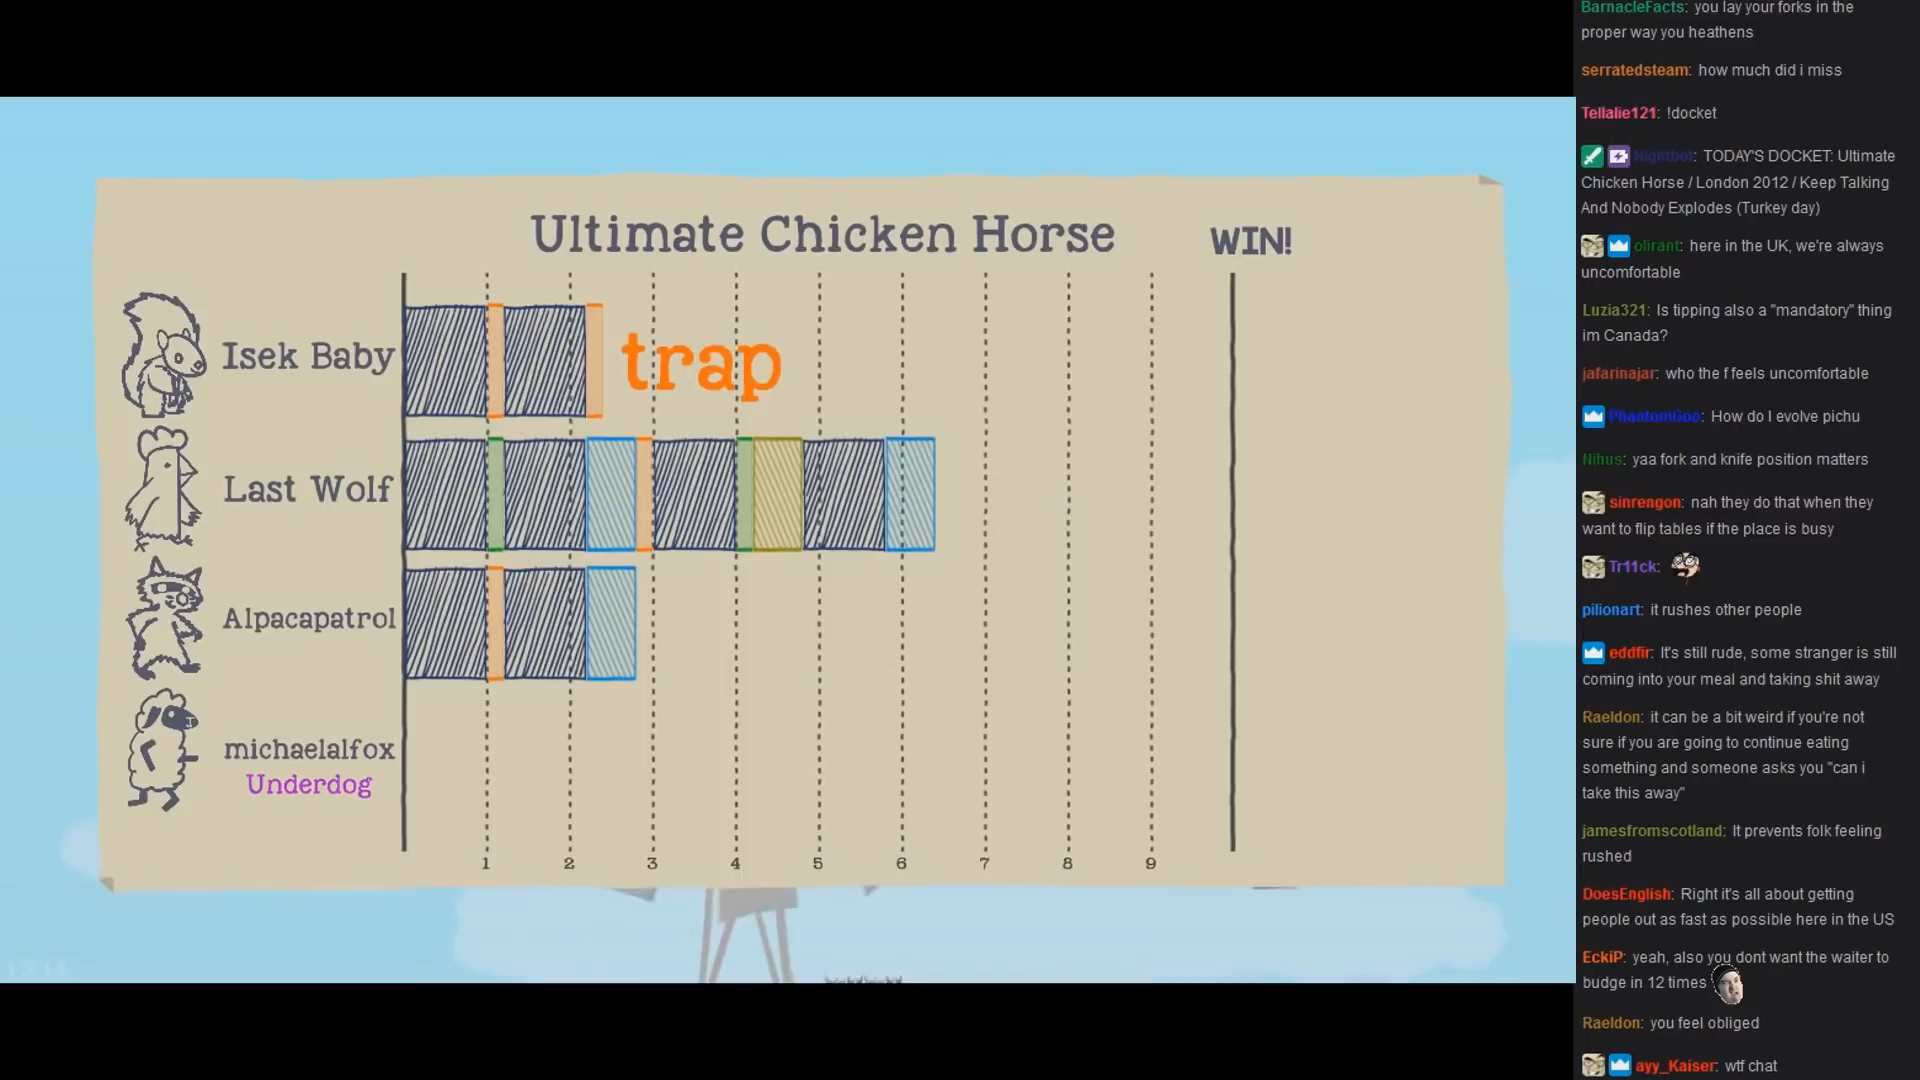 Ultimate Chicken Horse
WIN!
Isek Baby
trap
Last Wolf
Alpacapatrol
michaelalfox
Underdog
1 2 3 4 5 6 7 8 9
BarnacleFacts: you lay your forks in the
proper way you heathens
serratedsteam: how much did i miss
Tellalie121: !docket
Nightbot: TODAY'S DOCKET: Ultimate
Chicken Horse / London 2012 / Keep Talking
And Nobody Explodes (Turkey day)
olirant: here in the UK, we're always
uncomfortable
Luzia321: Is tipping also a "mandatory" thing
im Canada?
jafarinajar: who the f feels uncomfortable
PhantomGoo: How do I evolve pichu
Nihus: yaa fork and knife position matters
sinrengon: nah they do that when they
want to flip tables if the place is busy
Tr11ck:
pilionart: it rushes other people
eddfir: It's still rude, some stranger is still
coming into your meal and taking shit away
Raeldon: it can be a bit weird if you're not
sure if you are going to continue eating
something and someone asks you "can i
take this away"
jamesfromscotland: It prevents folk feeling
rushed
DoesEnglish: Right it's all about getting
people out as fast as possible here in the US
EckiP: yeah, also you dont want the waiter to
budge in 12 times
Raeldon: you feel obliged
ayy_Kaiser: wtf chat